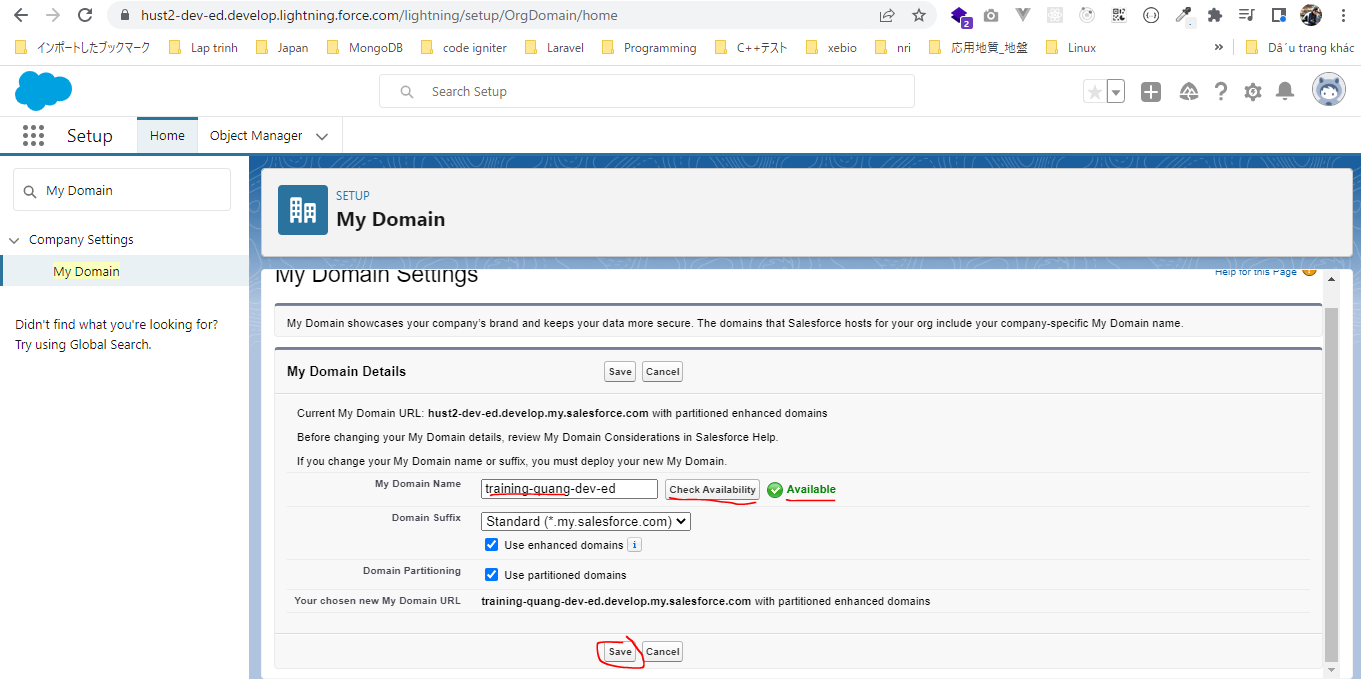 hust2-dev-ed.develop.lightning.force.com/lightning/setup/OrgDomain/home
2
インポートしたブックマーク Lap trinh Japan MongoDB code igniter Laravel Programming C++テスト xebio nri 応用地質_地盤 Linux » Dấu trang khác
Search Setup
Setup Home Object Manager
My Domain
Company Settings
My Domain
Didn't find what you're looking for?
Try using Global Search.
SETUP
My Domain
My Domain Settings
Help for this Page
My Domain showcases your company's brand and keeps your data more secure. The domains that Salesforce hosts for your org include your company-specific My Domain name.
My Domain Details Save Cancel
Current My Domain URL: hust2-dev-ed.develop.my.salesforce.com with partitioned enhanced domains
Before changing your My Domain details, review My Domain Considerations in Salesforce Help.
If you change your My Domain name or suffix, you must deploy your new My Domain.
My Domain Name training-quang-dev-ed Check Availability Available
Domain Suffix Standard (*.my.salesforce.com)
Use enhanced domains i
Domain Partitioning Use partitioned domains
Your chosen new My Domain URL training-quang-dev-ed.develop.my.salesforce.com with partitioned enhanced domains
Save Cancel